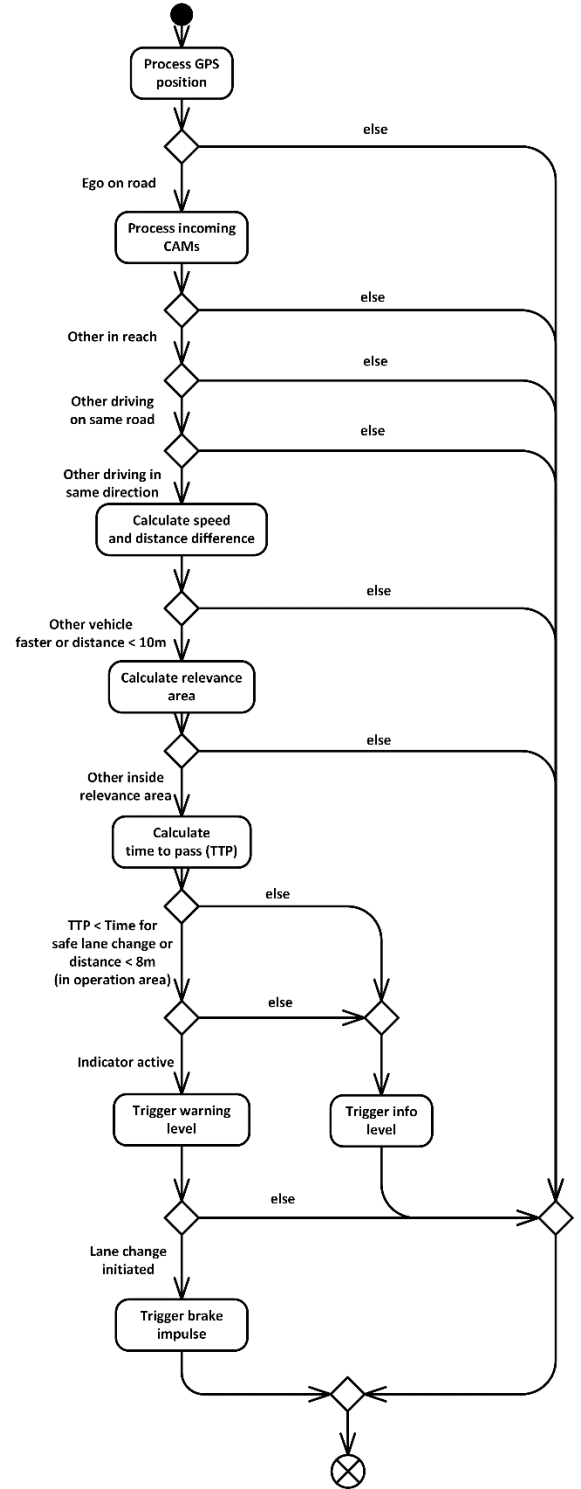 Process GPS
position
else
Ego on road
Process incoming
CAMs
else
Other in reach
else
Other driving
on same road
else
Other driving in
same direction
Calculate speed
and distance difference
else
Other vehicle
faster or distance < 10m
Calculate relevance
area
else
Other inside
relevance area
Calculate
time to pass (TTP)
else
TTP < Time for
safe lane change or
distance < 8m
(in operation area)
else
Indicator active
Trigger warning
level
Trigger info
level
else
Lane change
initiated
Trigger brake
impulse